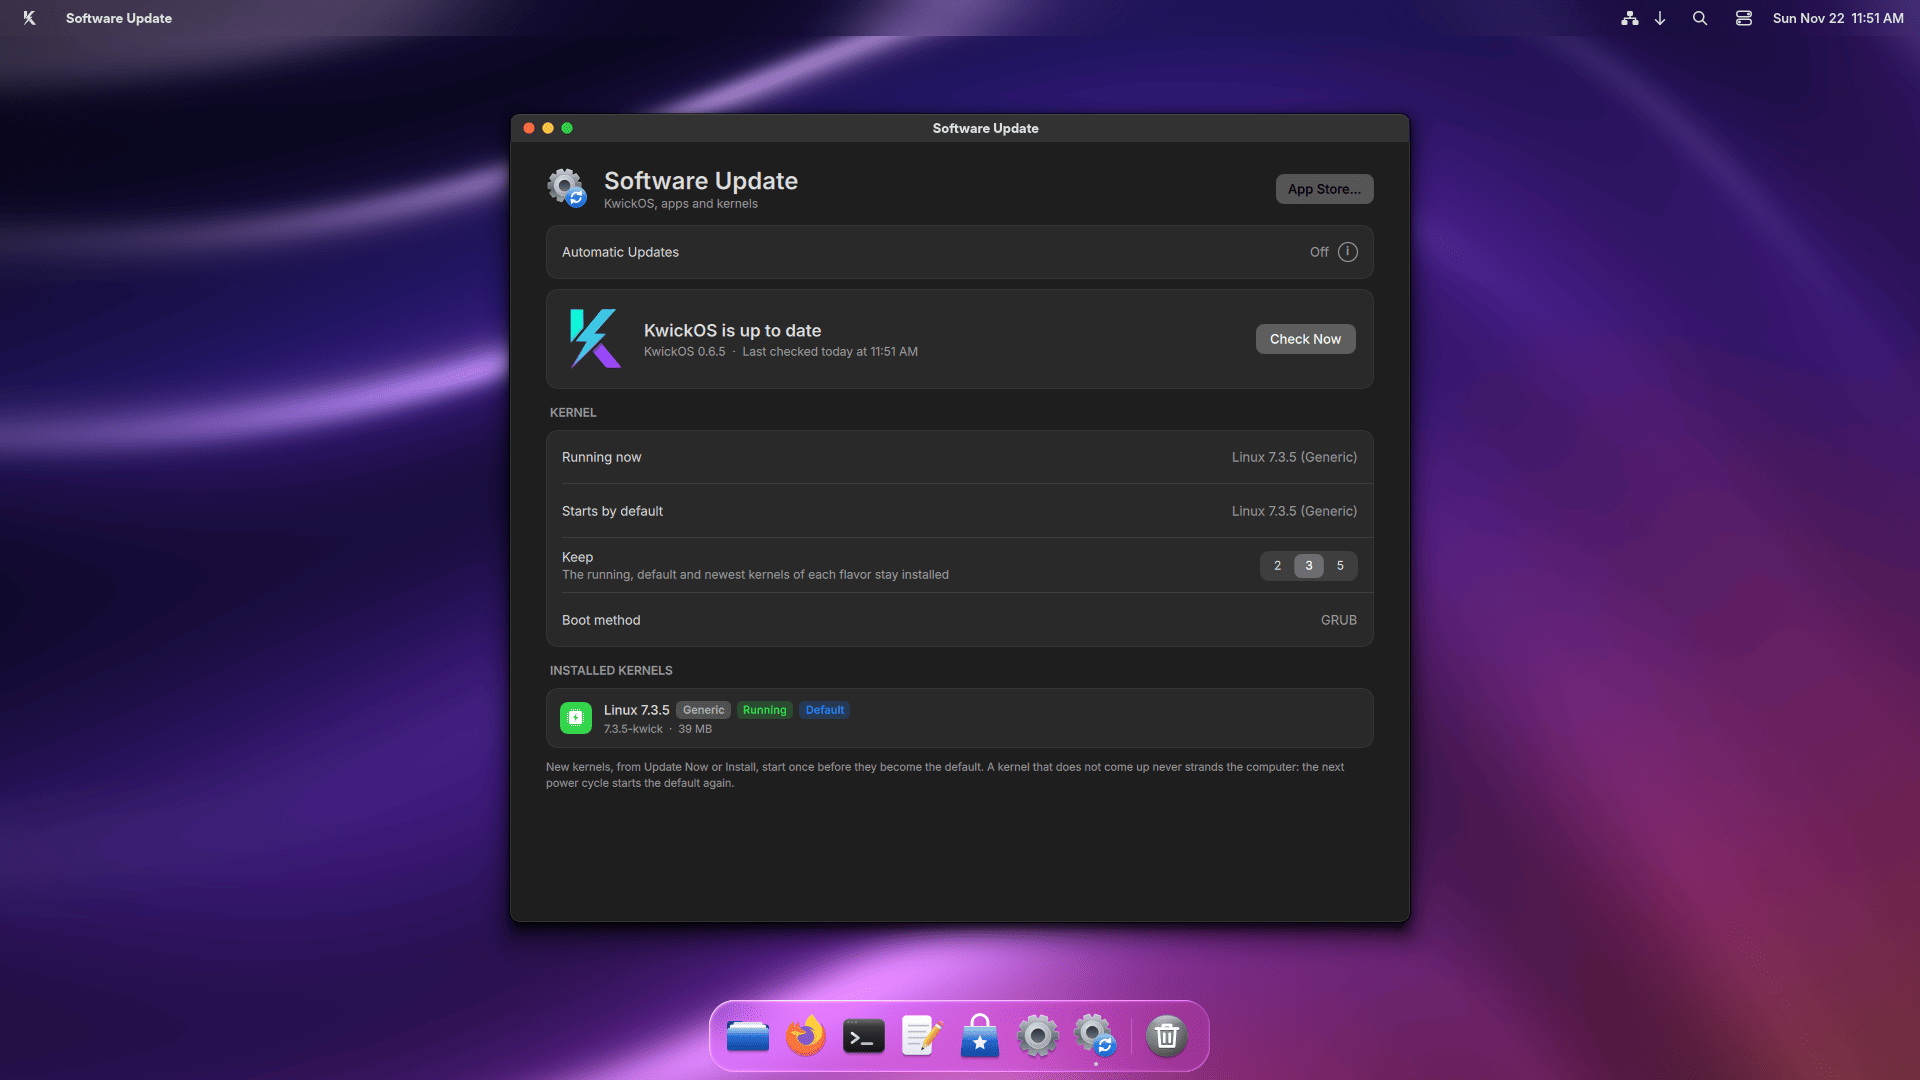 Software Update
Sun Nov 22 11:51 AM
Software Update
Software Update
KwickOS, apps and kernels
App Store...
Automatic Updates
Off
KwickOS is up to date
KwickOS 0.6.5 · Last checked today at 11:51 AM
Check Now
KERNEL
Running now
Linux 7.3.5 (Generic)
Starts by default
Linux 7.3.5 (Generic)
Keep
The running, default and newest kernels of each flavor stay installed
2 3 5
Boot method
GRUB
INSTALLED KERNELS
Linux 7.3.5 Generic Running Default
7.3.5-kwick · 39 MB
New kernels, from Update Now or Install, start once before they become the default. A kernel that does not come up never strands the computer: the next
power cycle starts the default again.